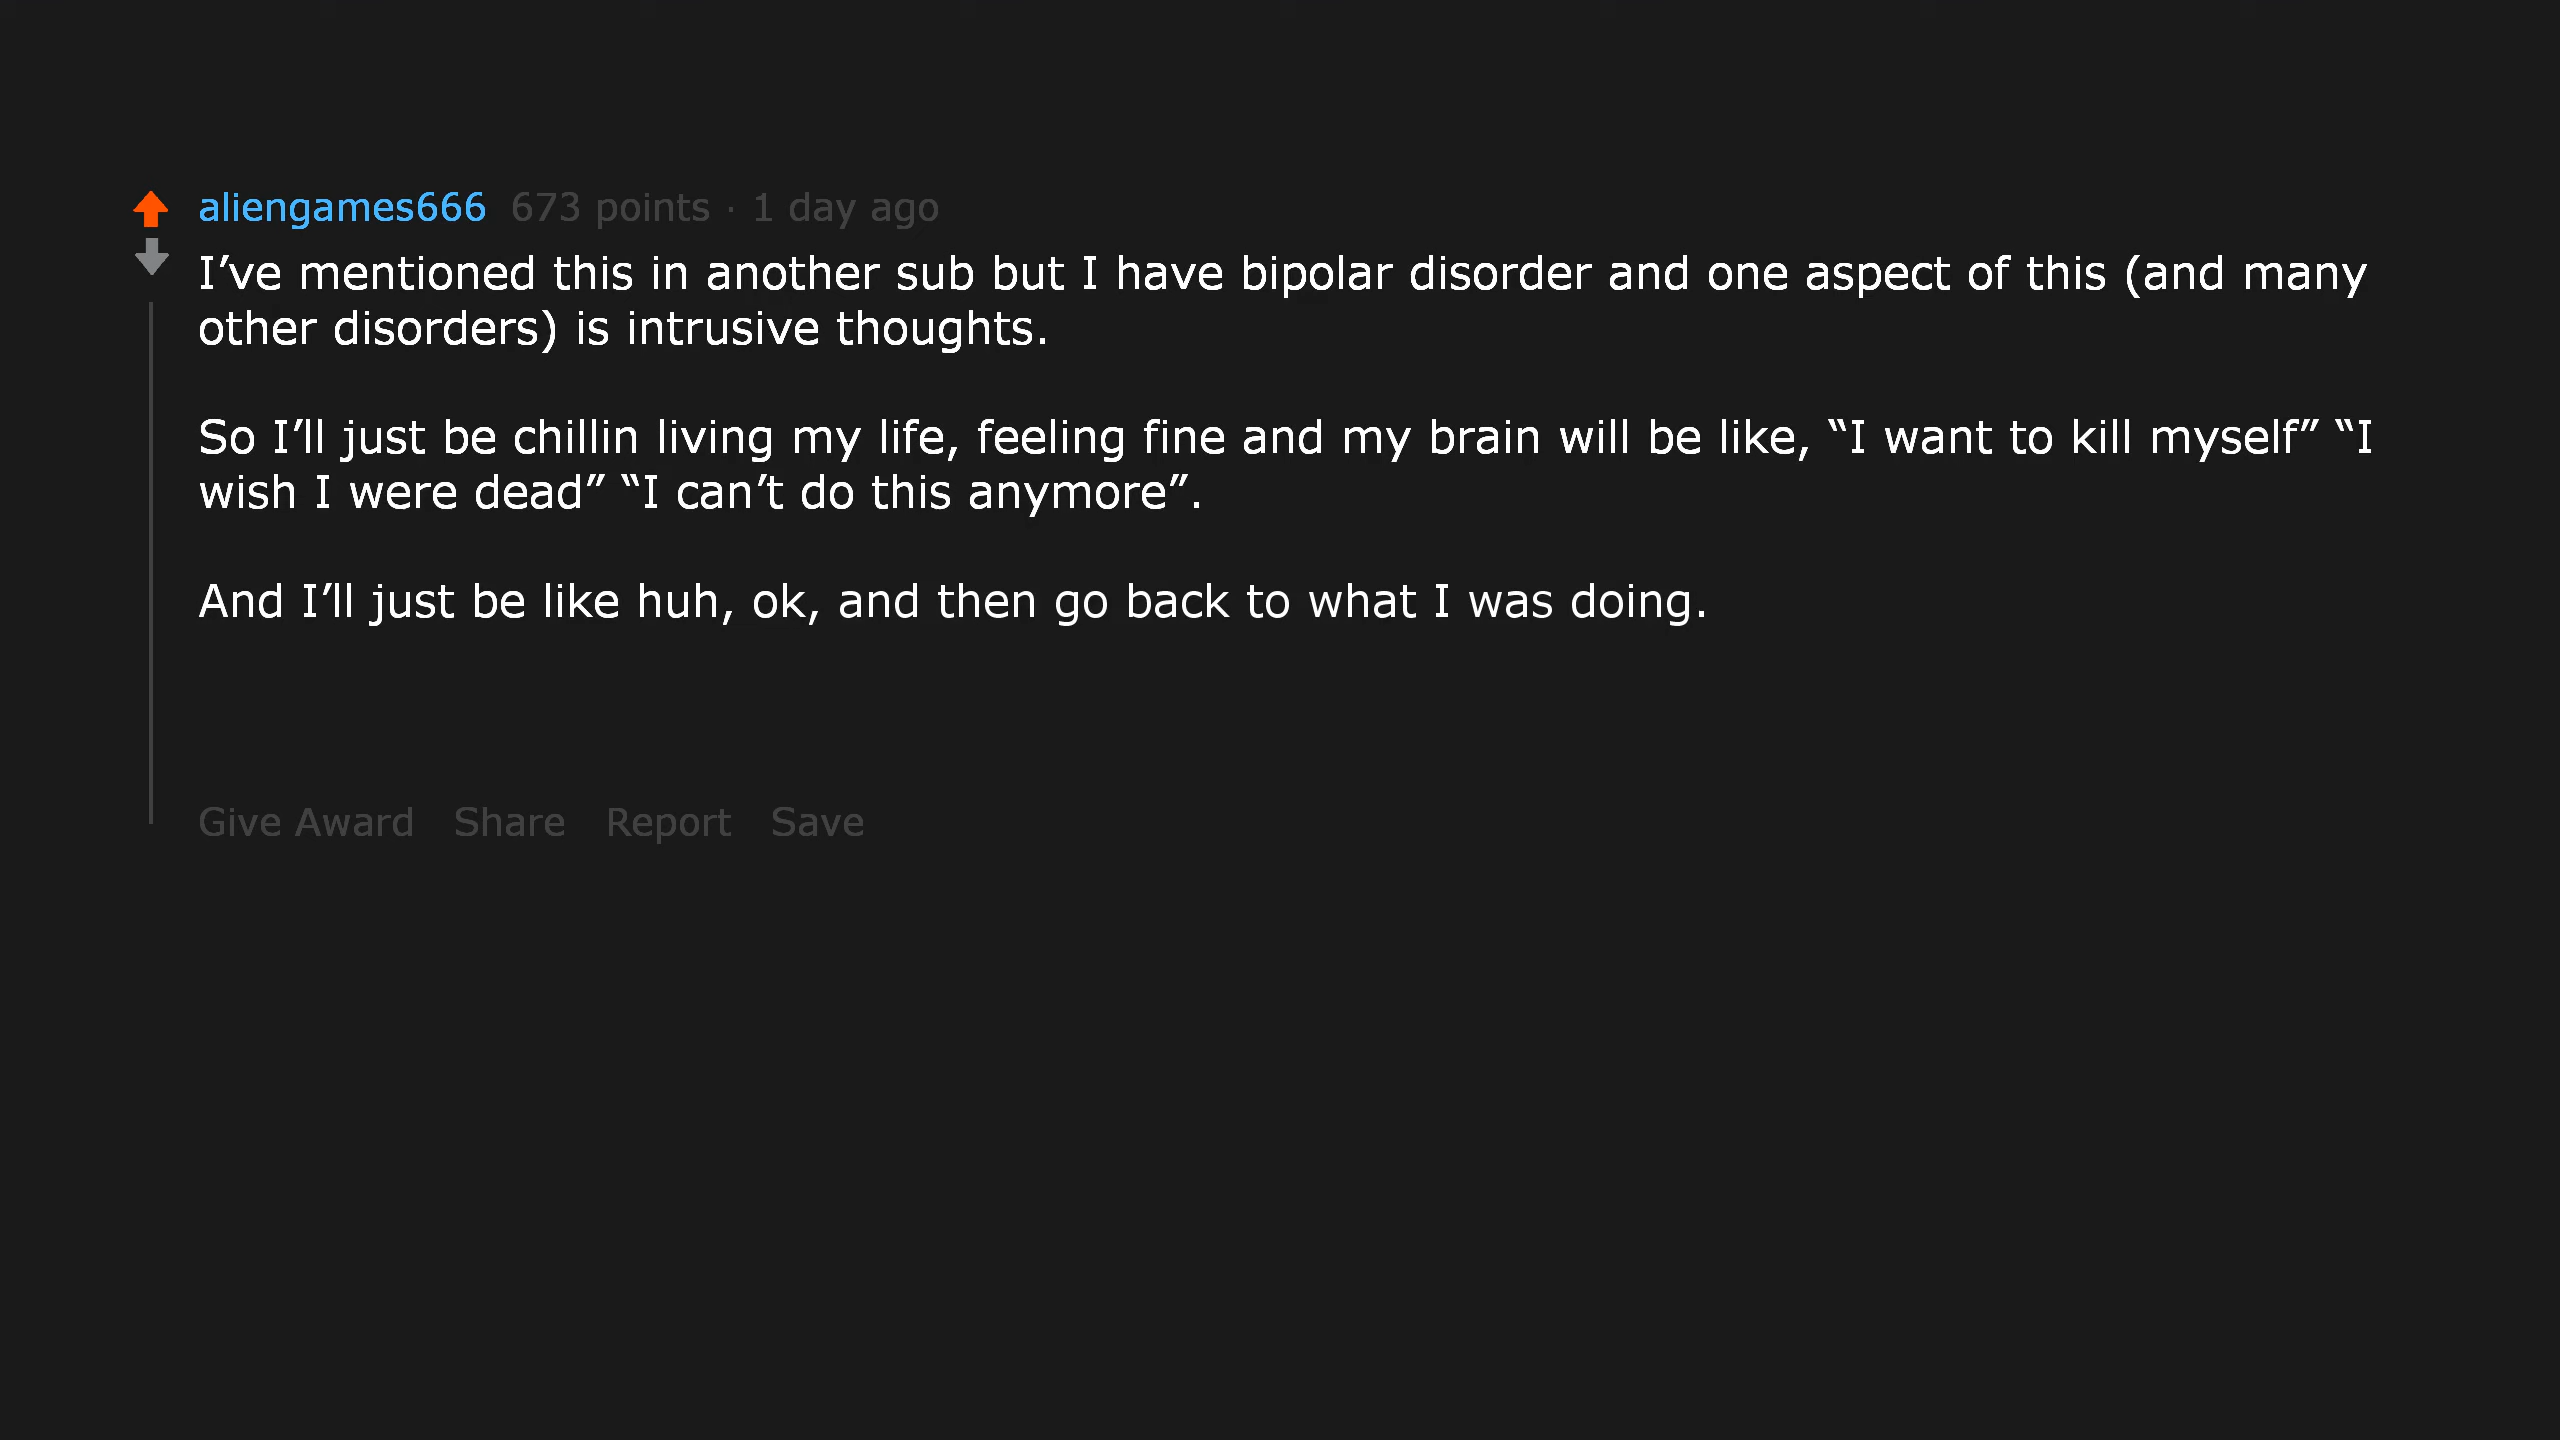 aliengames666 673 points · 1 day ago
I’ve mentioned this in another sub but I have bipolar disorder and one aspect of this (and many
other disorders) is intrusive thoughts.
So I’ll just be chillin living my life, feeling fine and my brain will be like, “I want to kill myself” “I
wish I were dead” “I can’t do this anymore”.
And I’ll just be like huh, ok, and then go back to what I was doing.
Give Award Share Report Save